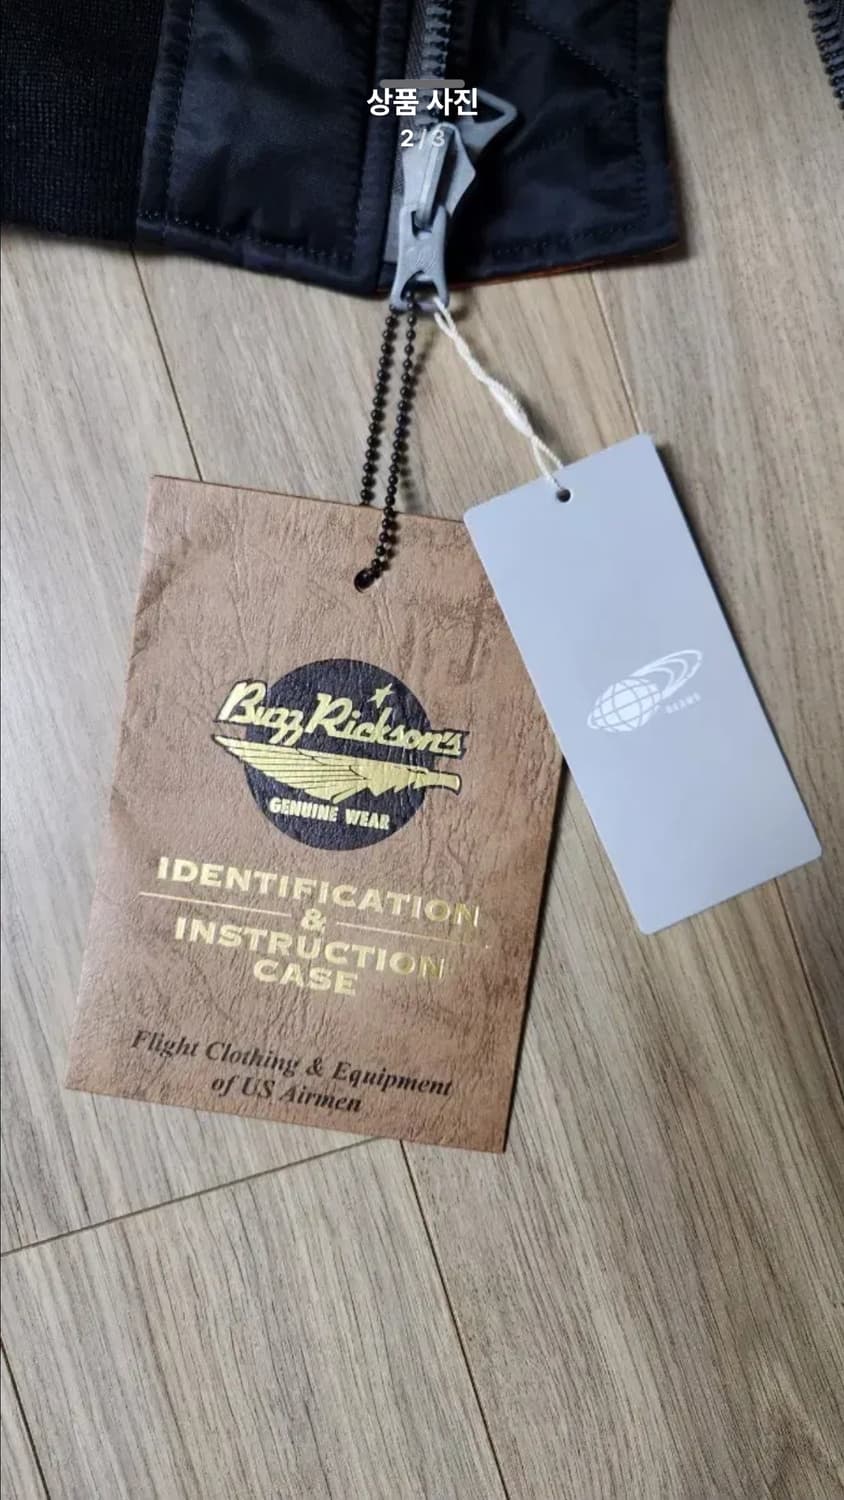 상품 사진
2 / 3
Buzz Rickson's
GENUINE WEAR
IDENTIFICATION
&
INSTRUCTION
CASE
Flight Clothing & Equipment
of US Airmen
BEAMS